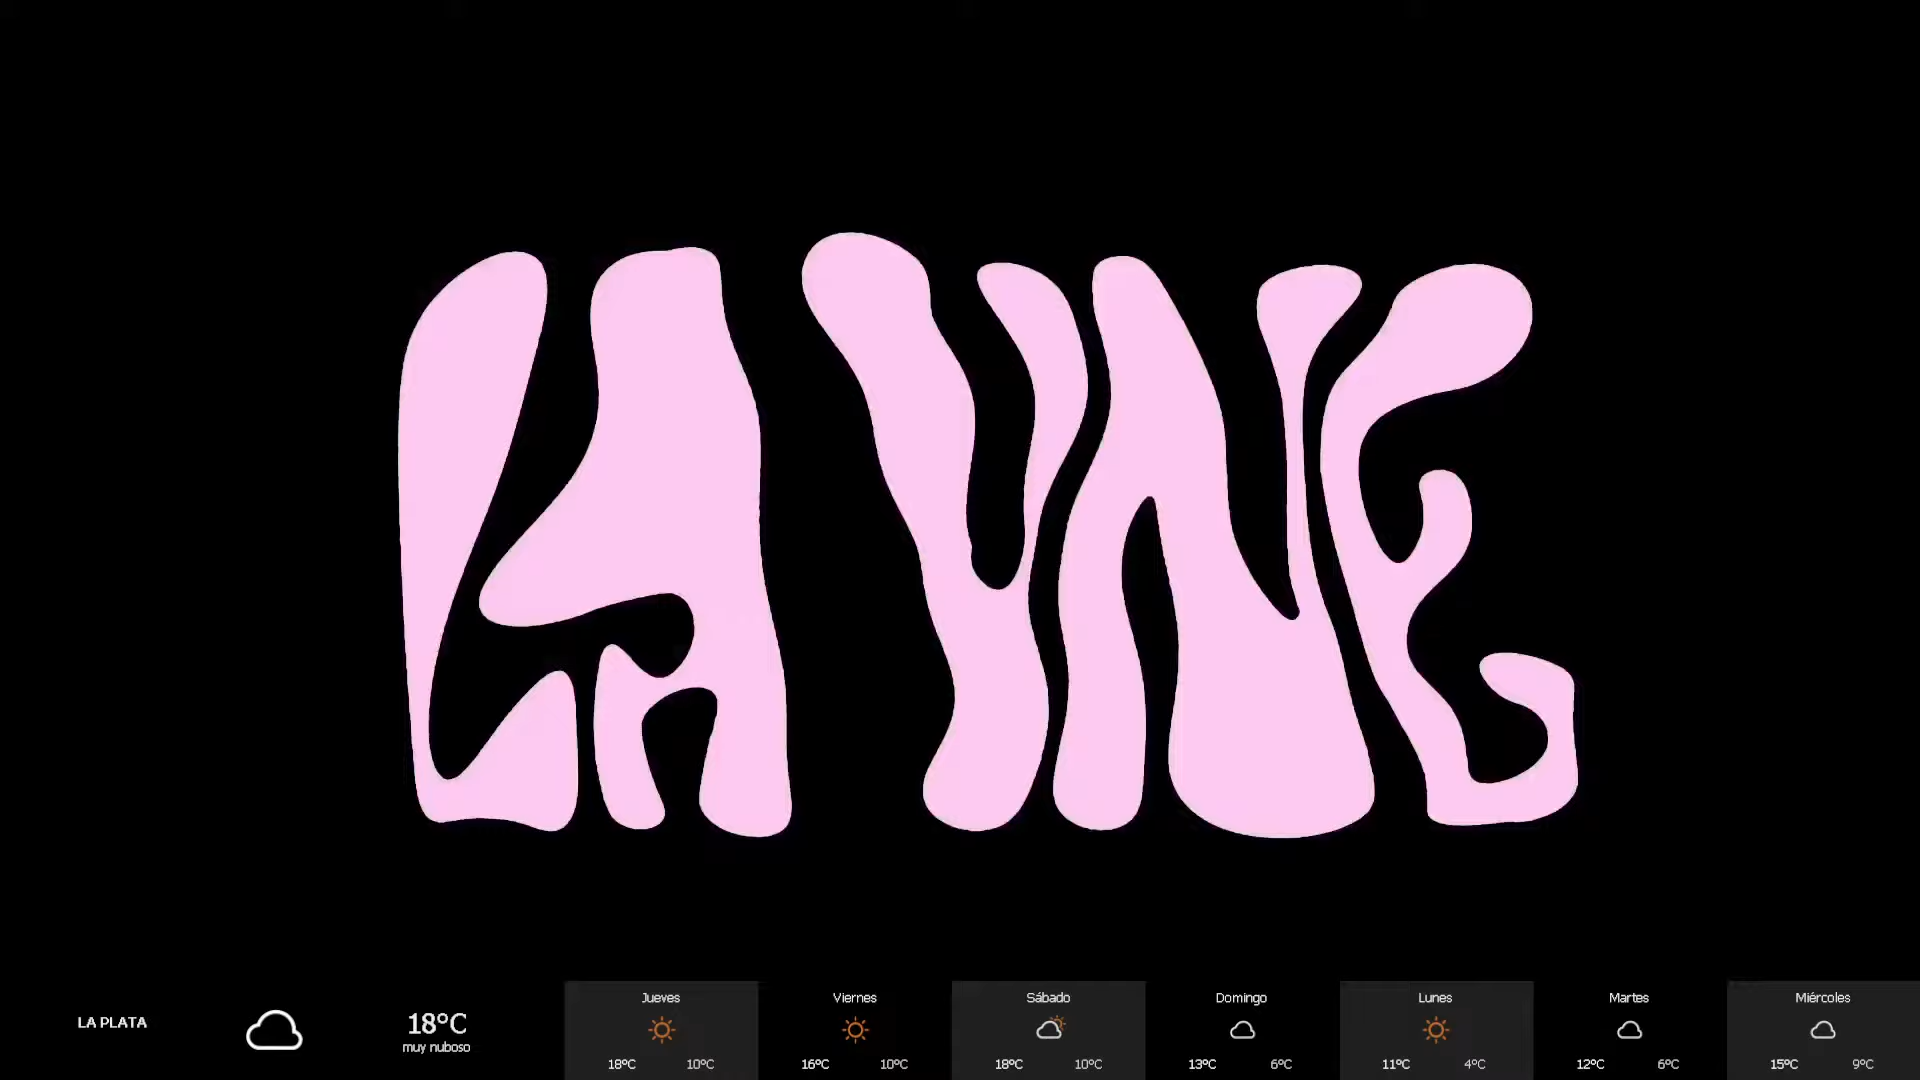 LA YNE
LA PLATA
18°C
muy nuboso
Jueves
18°C 10°C
Viernes
16°C 10°C
Sábado
18°C 10°C
Domingo
13°C 6°C
Lunes
11°C 4°C
Martes
12°C 6°C
Miércoles
15°C 9°C